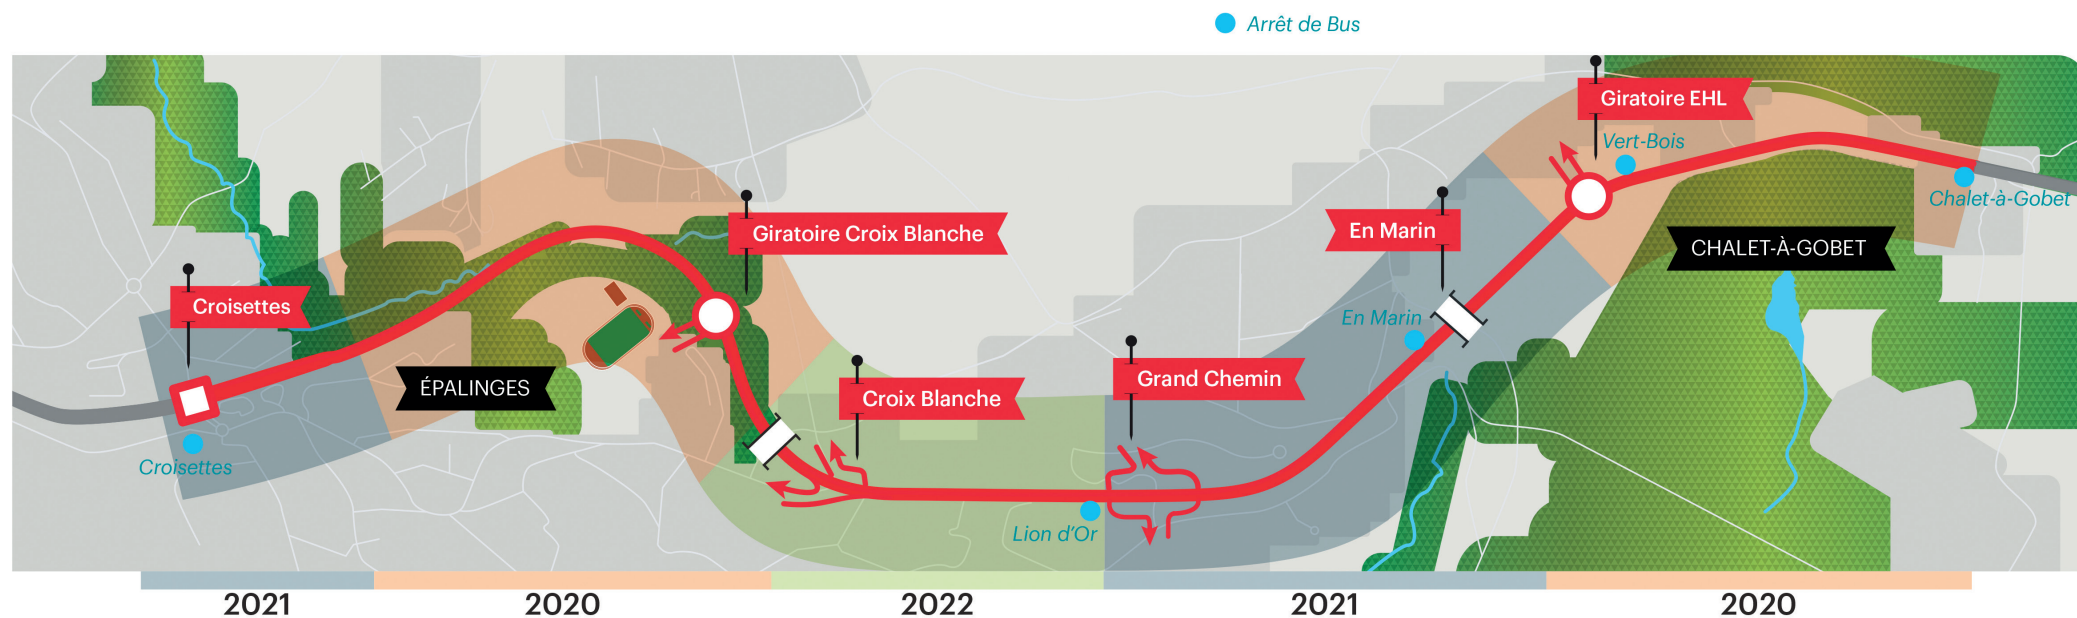 Arrêt de Bus
Giratoire EHL
Vert-Bois
Chalet-à-Gobet
Giratoire Croix Blanche
En Marin
CHALET-À-GOBET
Croisettes
En Marin
ÉPALINGES
Croix Blanche
Grand Chemin
Croisettes
Lion d'Or
2021
2020
2022
2021
2020